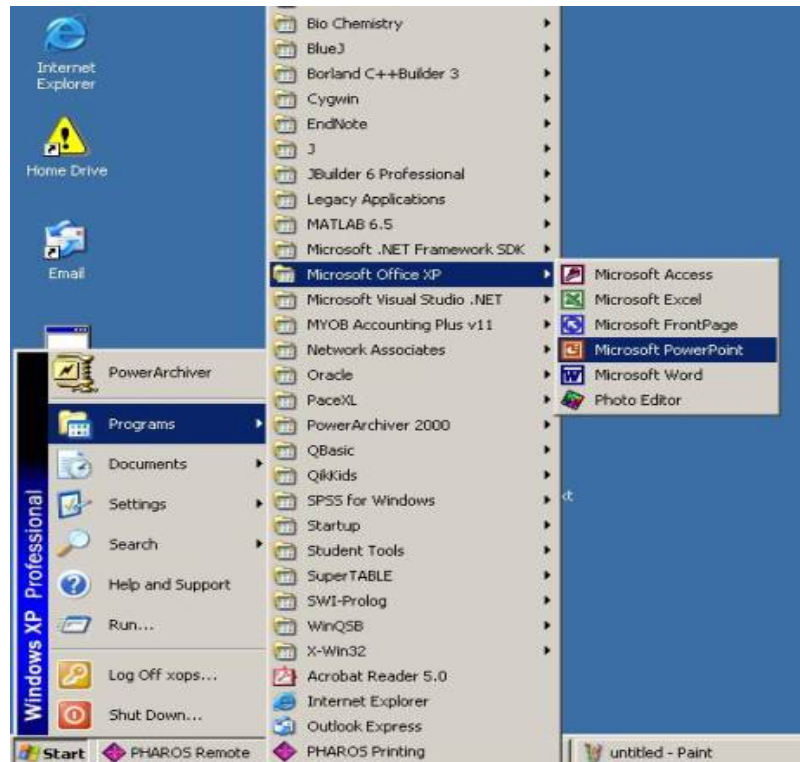 Internet
Explorer
Home Drive
Email
Windows XP Professional
PowerArchiver
Programs
Documents
Settings
Search
Help and Support
Run...
Log Off xops...
Shut Down...
Bio Chemistry
BlueJ
Borland C++Builder 3
Cygwin
EndNote
J
JBuilder 6 Professional
Legacy Applications
MATLAB 6.5
Microsoft .NET Framework SDK
Microsoft Office XP
Microsoft Visual Studio .NET
MYOB Accounting Plus v11
Network Associates
Oracle
PaceXL
PowerArchiver 2000
QBasic
QikKids
SPSS for Windows
Startup
Student Tools
SuperTABLE
SWI-Prolog
WinQSB
X-Win32
Acrobat Reader 5.0
Internet Explorer
Outlook Express
PHAROS Printing
Microsoft Access
Microsoft Excel
Microsoft FrontPage
Microsoft PowerPoint
Microsoft Word
Photo Editor
Start
PHAROS Remote
untitled - Paint